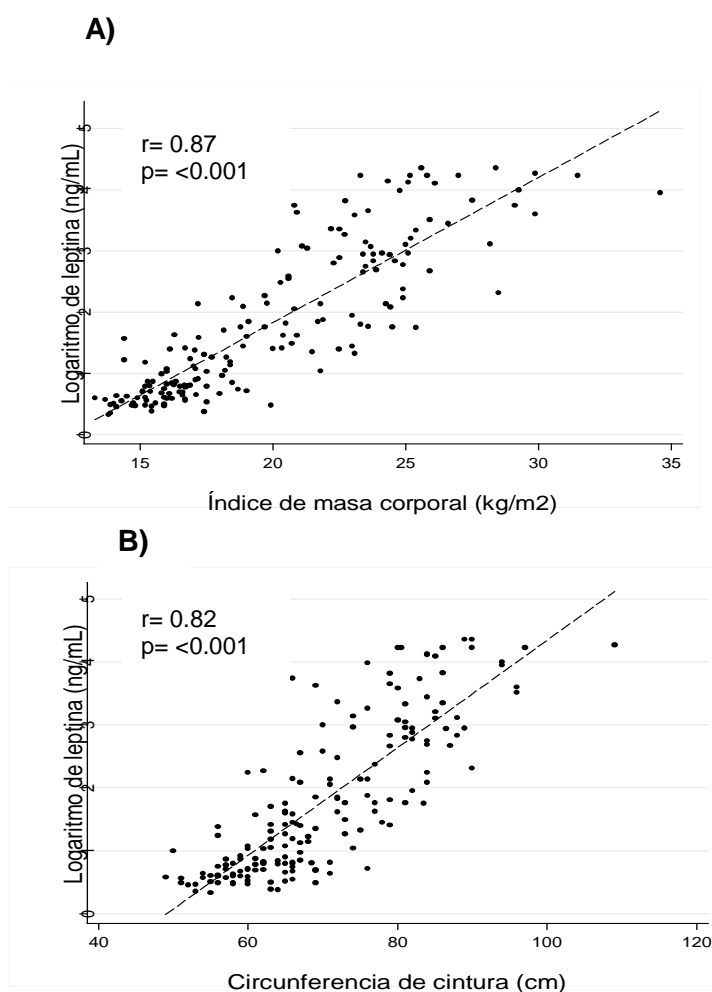 A)
r= 0.87
p= <0.001
Logaritmo de leptina (ng/mL)
5
4
3
2
1
0
15 20 25 30 35
Índice de masa corporal (kg/m2)
B)
r= 0.82
p= <0.001
Logaritmo de leptina (ng/mL)
5
4
3
2
1
0
40 60 80 100 120
Circunferencia de cintura (cm)